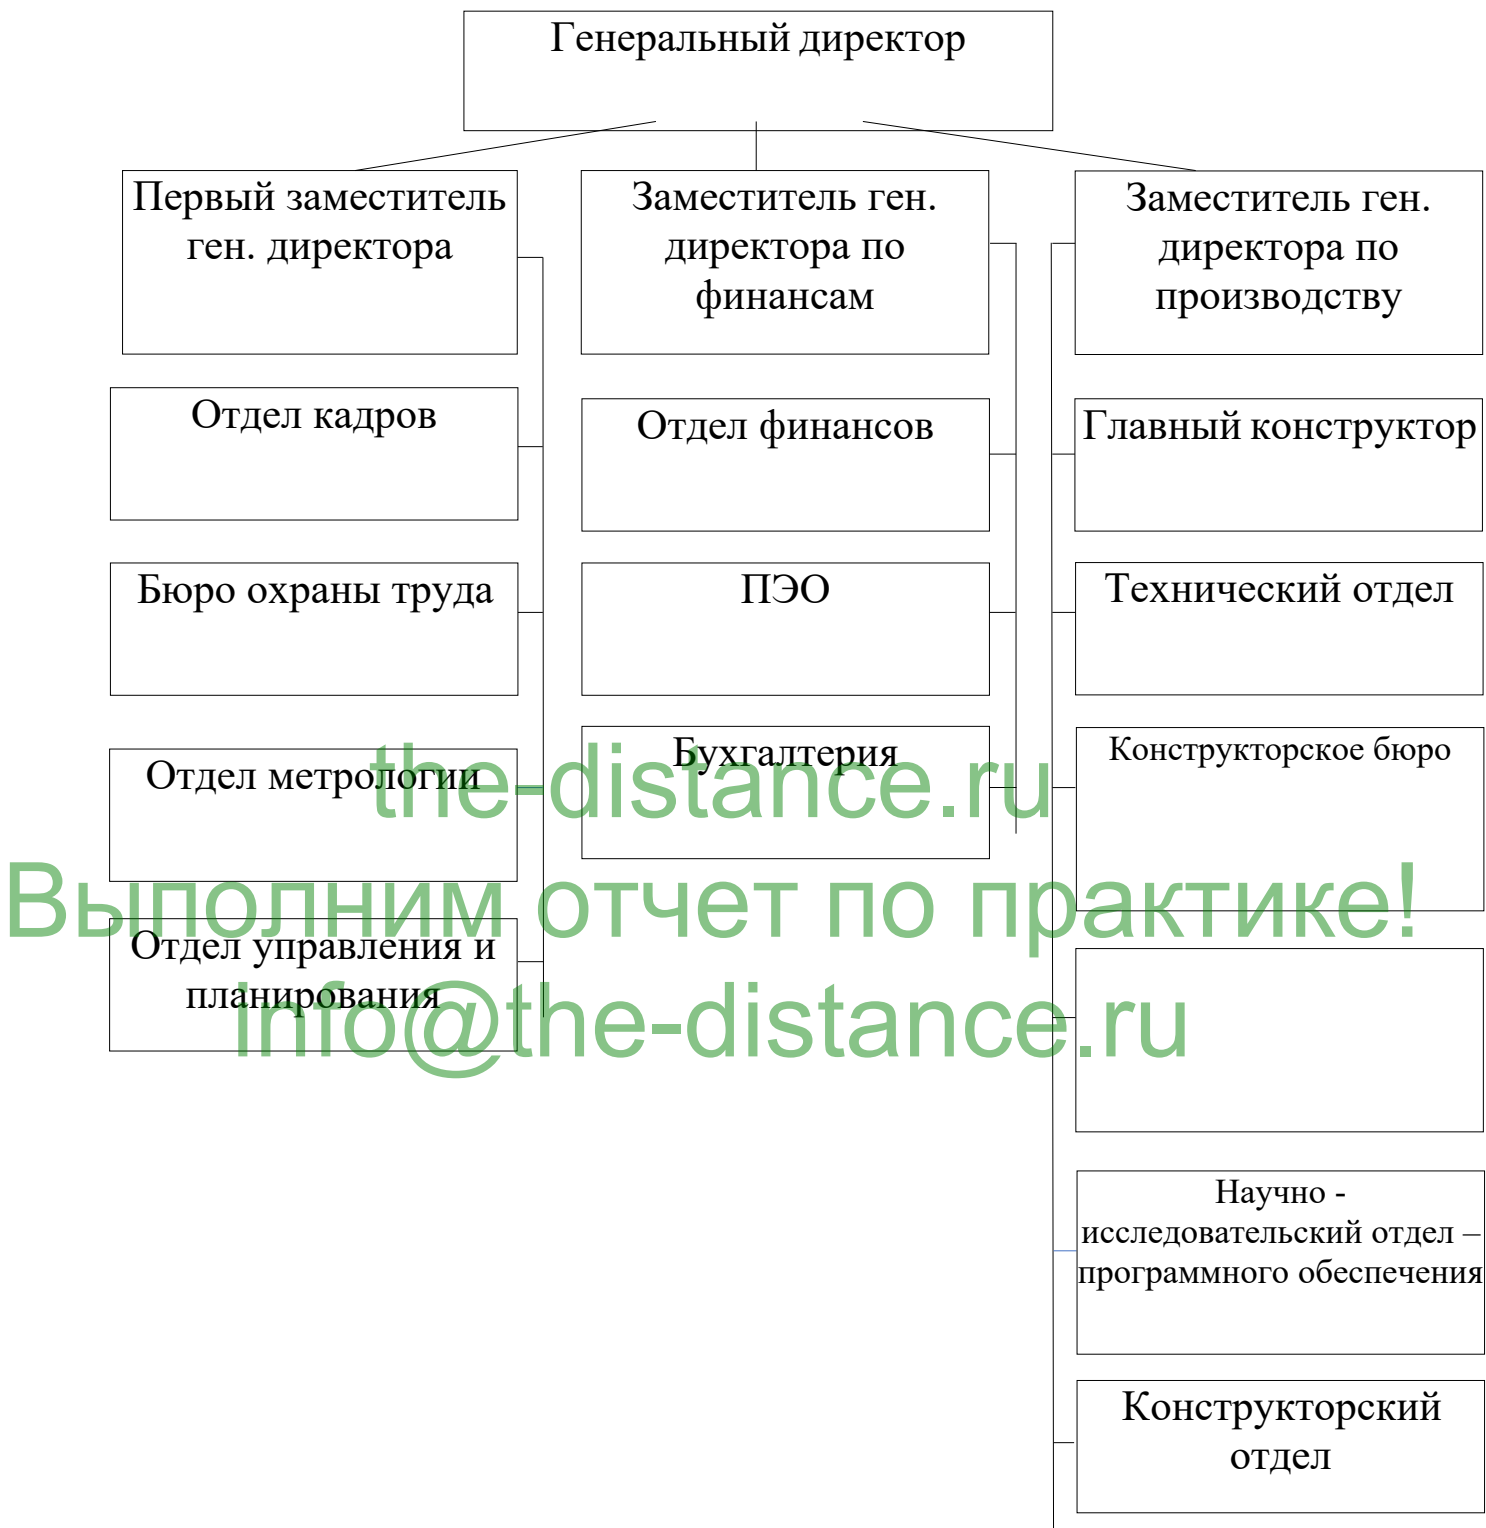 Генеральный директор
Первый заместитель
ген. директора
Заместитель ген.
директора по
финансам
Заместитель ген.
директора по
производству
Отдел кадров
Отдел финансов
Главный конструктор
Бюро охраны труда
ПЭО
Технический отдел
Отдел метрологии
Бухгалтерия
Конструкторское бюро
the-distance.ru
Выполним отчет по практике!
Отдел управления и
планирования
info@the-distance.ru
Научно -
исследовательский отдел –
программного обеспечения
Конструкторский
отдел